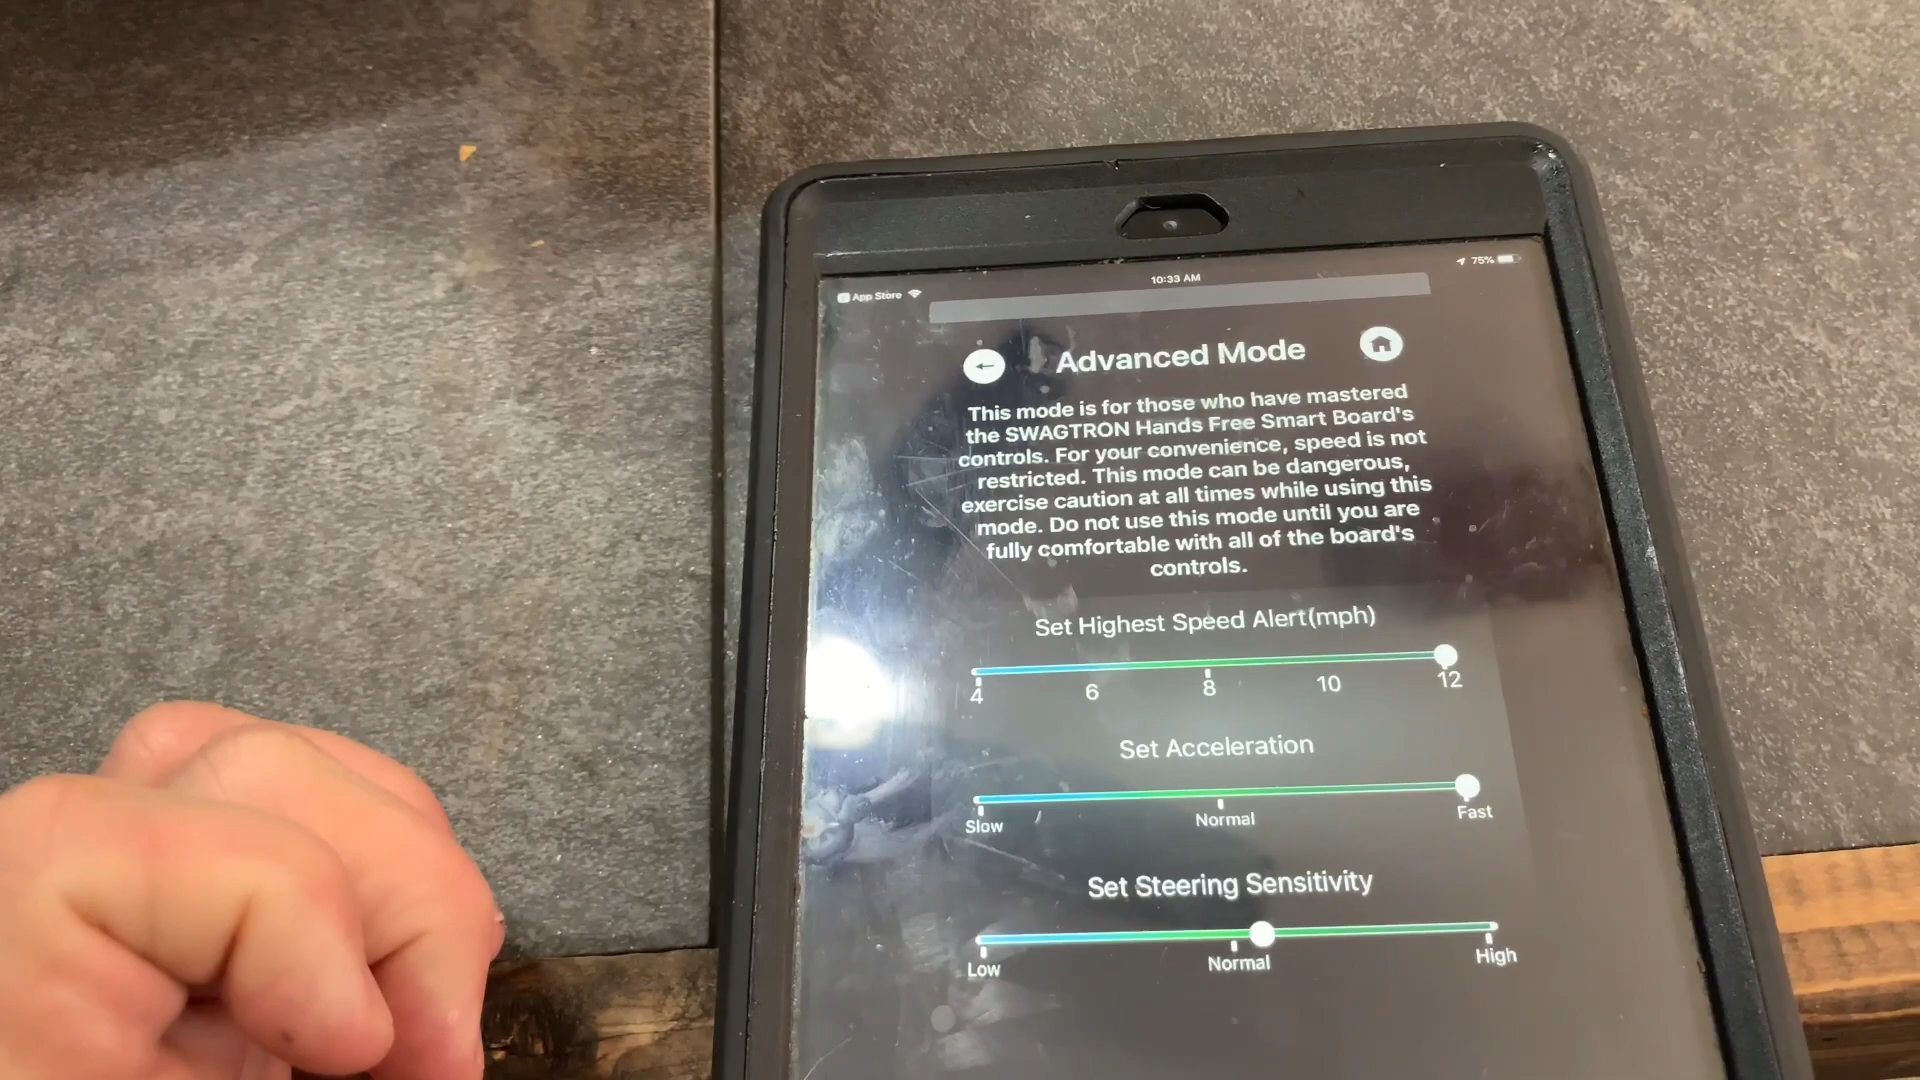 10:33 AM
75%
App Store
Advanced Mode
This mode is for those who have mastered
the SWAGTRON Hands Free Smart Board's
controls. For your convenience, speed is not
restricted. This mode can be dangerous,
exercise caution at all times while using this
mode. Do not use this mode until you are
fully comfortable with all of the board's
controls.
Set Highest Speed Alert(mph)
4 6 8 10 12
Set Acceleration
Slow Normal Fast
Set Steering Sensitivity
Low Normal High